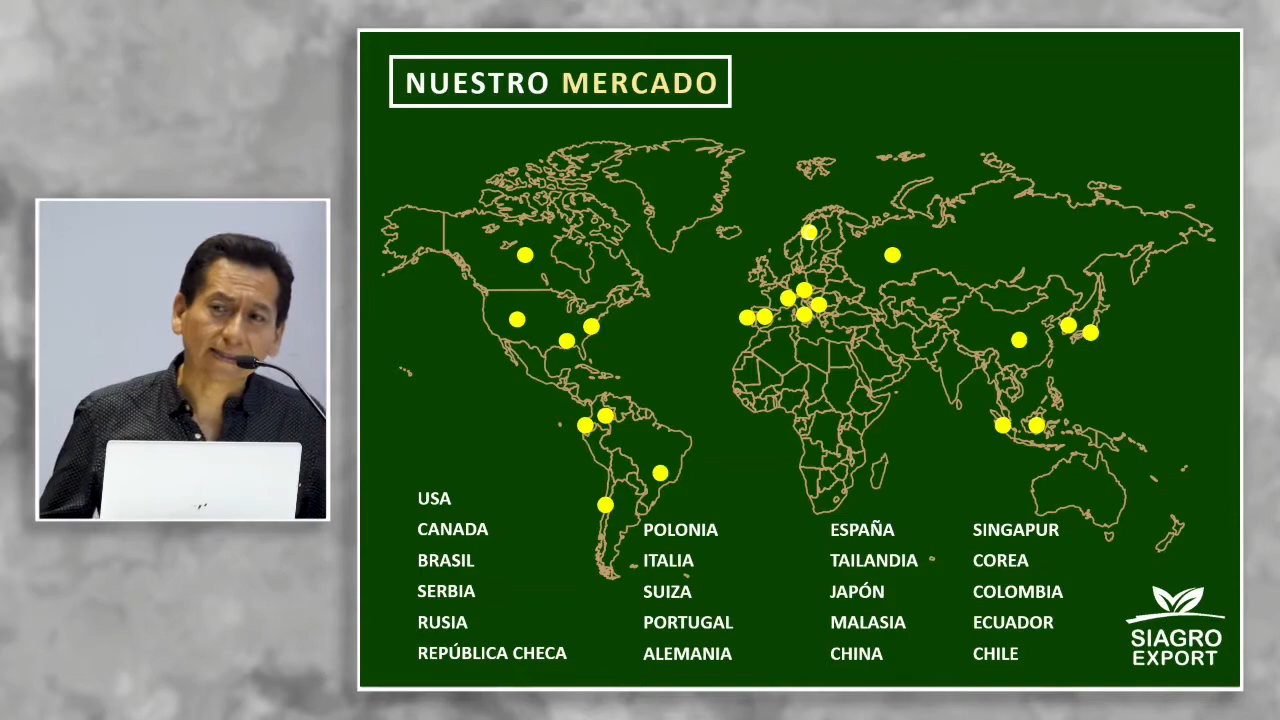 NUESTRO MERCADO
USA
CANADA
BRASIL
SERBIA
RUSIA
REPÚBLICA CHECA
POLONIA
ITALIA
SUIZA
PORTUGAL
ALEMANIA
ESPAÑA
TAILANDIA
JAPÓN
MALASIA
CHINA
SINGAPUR
COREA
COLOMBIA
ECUADOR
CHILE
SIAGRO
EXPORT